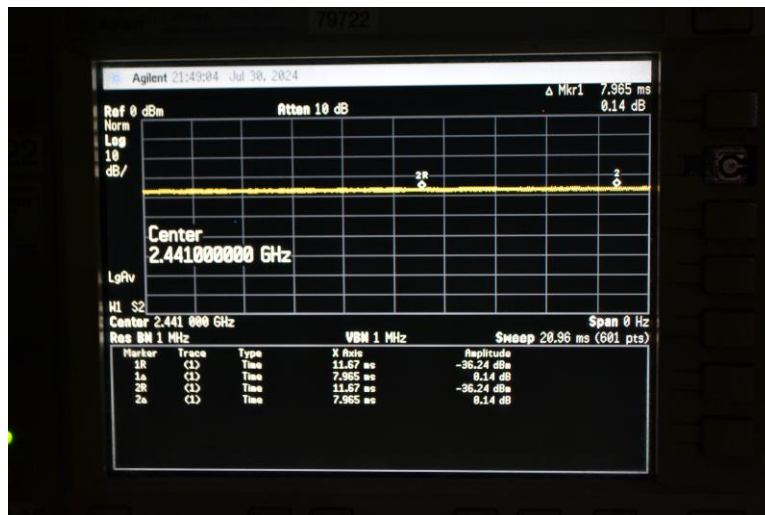 79722
Agilent 21:49:04 Jul 30, 2024
Δ Mkr1 7.965 ms
Ref 0 dBm Atten 10 dB 0.14 dB
Norm
Log
10
dB/
2R 2
Center
2.441000000 GHz
LgAv
W1 S2
Center 2.441 000 GHz Span 0 Hz
Res BW 1 MHz VBW 1 MHz Sweep 20.96 ms (601 pts)
Marker Trace Type X Axis Amplitude
1R (1) Time 11.67 ms -36.24 dBm
1Δ (1) Time 7.965 ms 0.14 dB
2R (1) Time 11.67 ms -36.24 dBm
2Δ (1) Time 7.965 ms 0.14 dB